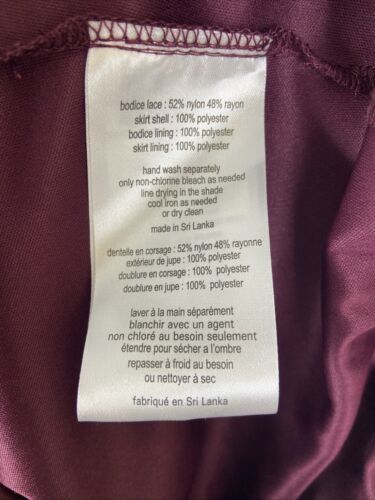 bodice lace : 52% nylon 48% rayon
skirt shell : 100% polyester
bodice lining : 100% polyester
skirt lining : 100% polyester
hand wash separately
only non-chlorine bleach as needed
line drying in the shade
cool iron as needed
or dry clean
made in Sri Lanka
dentelle en corsage : 52% nylon 48% rayonne
extérieur de jupe : 100% polyester
doublure en corsage : 100% polyester
doublure en jupe : 100% polyester
laver à la main séparément
blanchir avec un agent
non chloré au besoin seulement
étendre pour sécher a l'ombre
repasser à froid au besoin
ou nettoyer à sec
fabriqué en Sri Lanka